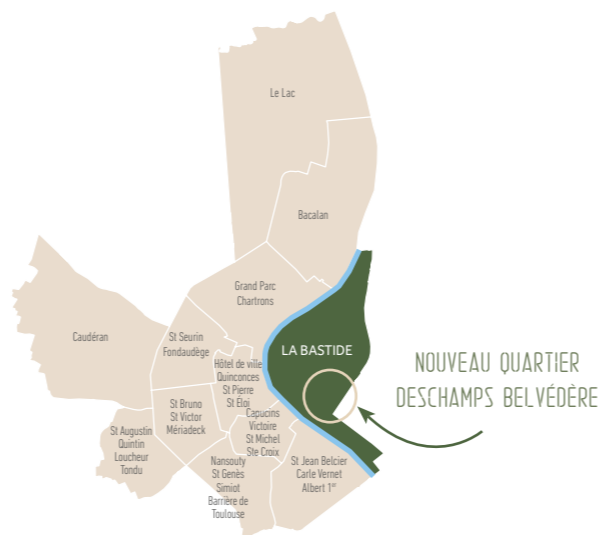 Le Lac
Bacalan
Grand Parc
Chartrons
Caudéran
St Seurin
Fondaudège
LA BASTIDE
Hôtel de ville
Quinconces
St Pierre
St Éloi
NOUVEAU QUARTIER
DESCHAMPS BELVÉDÈRE
St Bruno
St Victor
Mériadeck
Capucins
Victoire
St Michel
Ste Croix
St Augustin
Quintin
Loucheur
Tondu
Nansouty
St Genès
Simiot
Barrière de
Toulouse
St Jean Belcier
Carle Vernet
Albert 1er